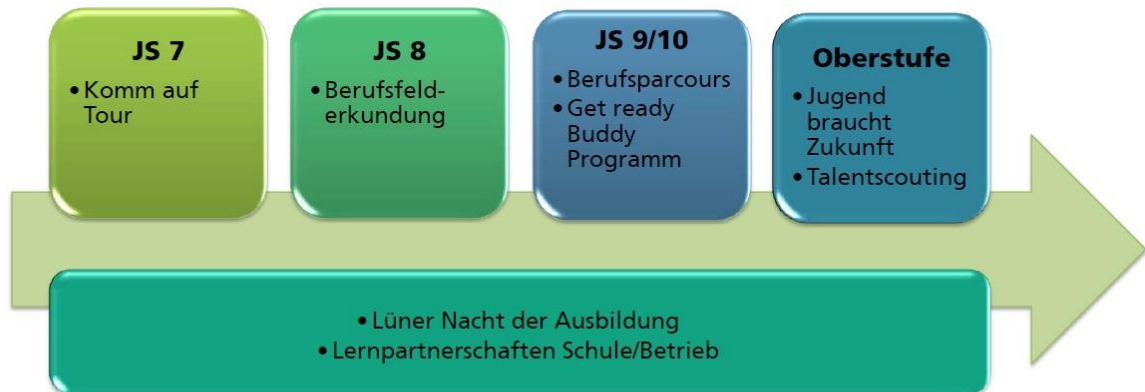 JS 7
• Komm auf
Tour
JS 8
• Berufsfeld-
erkundung
JS 9/10
• Berufsparcours
• Get ready
Buddy
Programm
Oberstufe
• Jugend
braucht
Zukunft
• Talentscouting
• Lüner Nacht der Ausbildung
• Lernpartnerschaften Schule/Betrieb